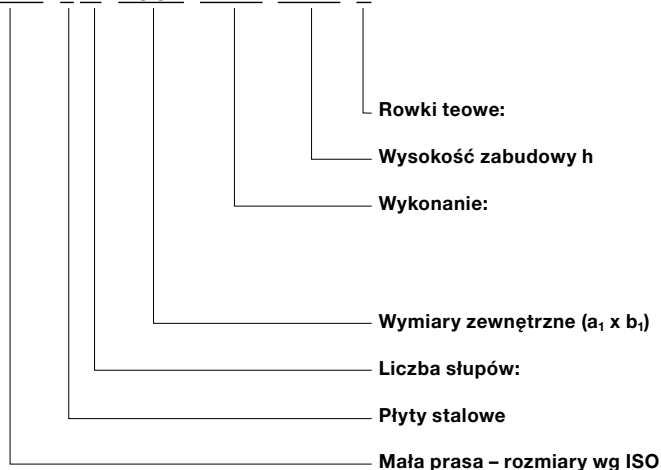 Rowki teowe:
Wysokość zabudowy h
Wykonanie:
Wymiary zewnętrzne (a₁ x b₁)
Liczba słupów:
Płyty stalowe
Mała prasa – rozmiary wg ISO